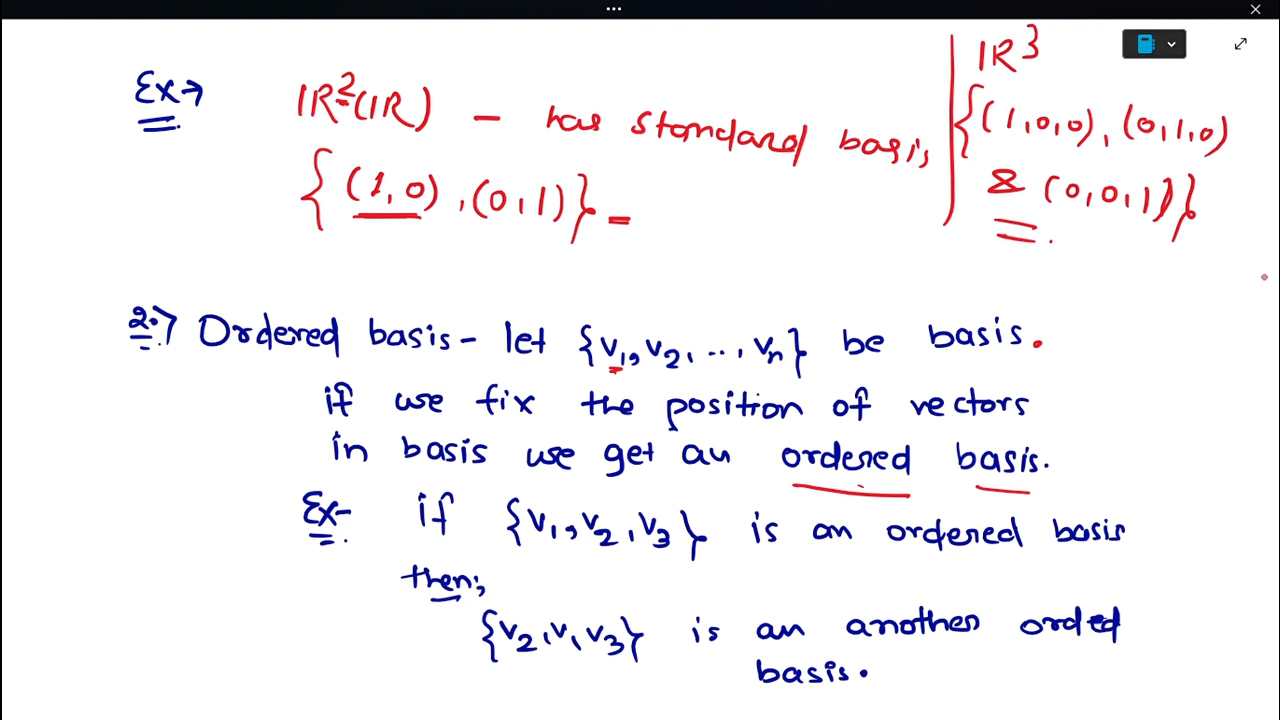 Ex→ IR²(IR) – has standard basis
{(1,0), (0,1)} =
IR³
{(1,0,0), (0,1,0)
& (0,0,1)}
2.> Ordered basis - let {v₁, v₂, ..., vₙ} be basis.
if we fix the position of vectors
in basis we get an ordered basis.
Ex- if {v₁, v₂, v₃} is an ordered basis
then;
{v₂, v₁, v₃} is an another orded
basis.